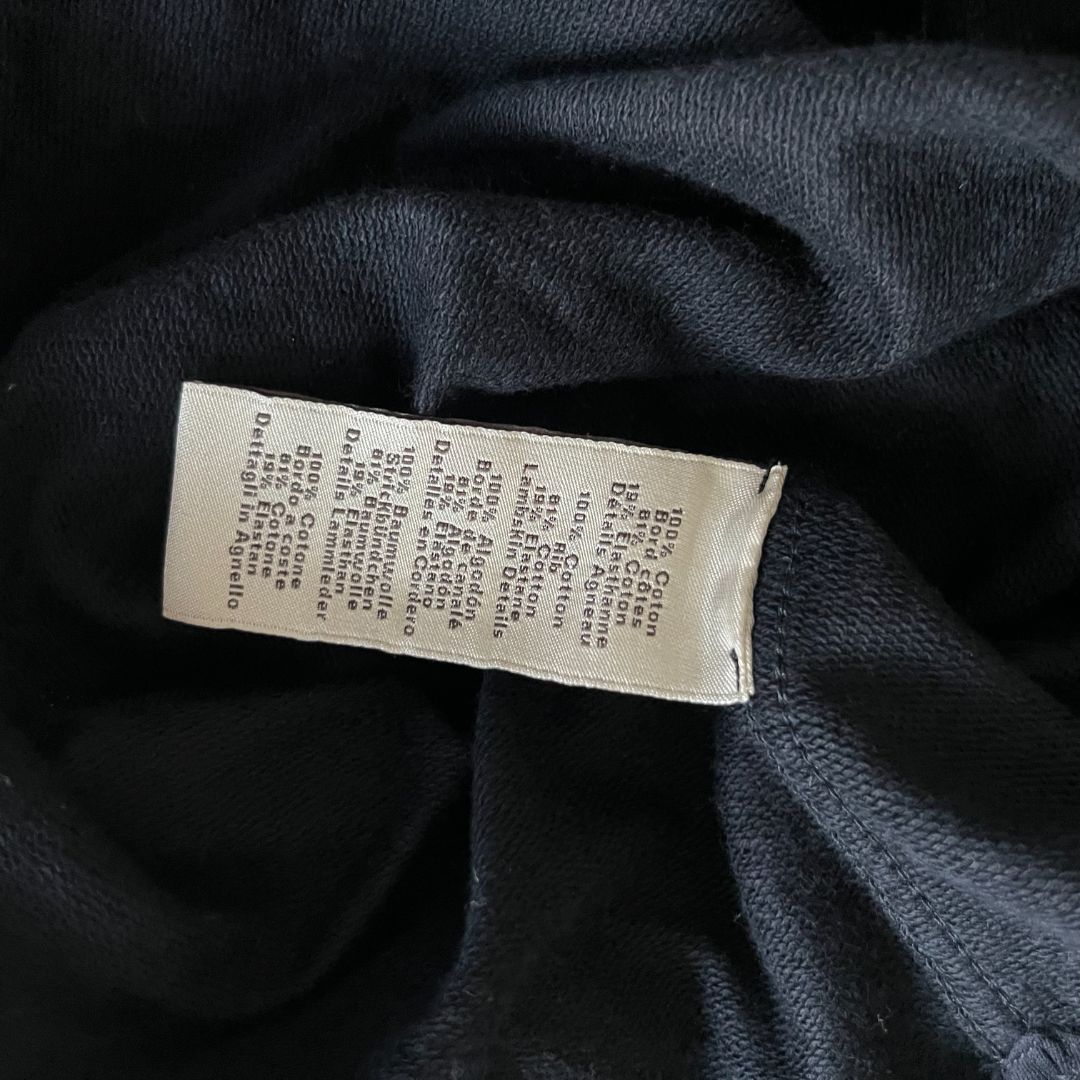 100% Coton
Bord côtes
81% Coton
19% Elasthanne
Détails Agneau
100% Cotton
Rib
81% Cotton
19% Elastane
Lambskin Details
100% Algodón
Borde de canalé
81% Algodón
19% Elastano
Detalles en Cordero
100% Baumwolle
Strickbündchen
81% Baumwolle
19% Elasthan
Details Lammleder
100% Cotone
Bordo a coste
81% Cotone
19% Elastan
Dettagli in Agnello